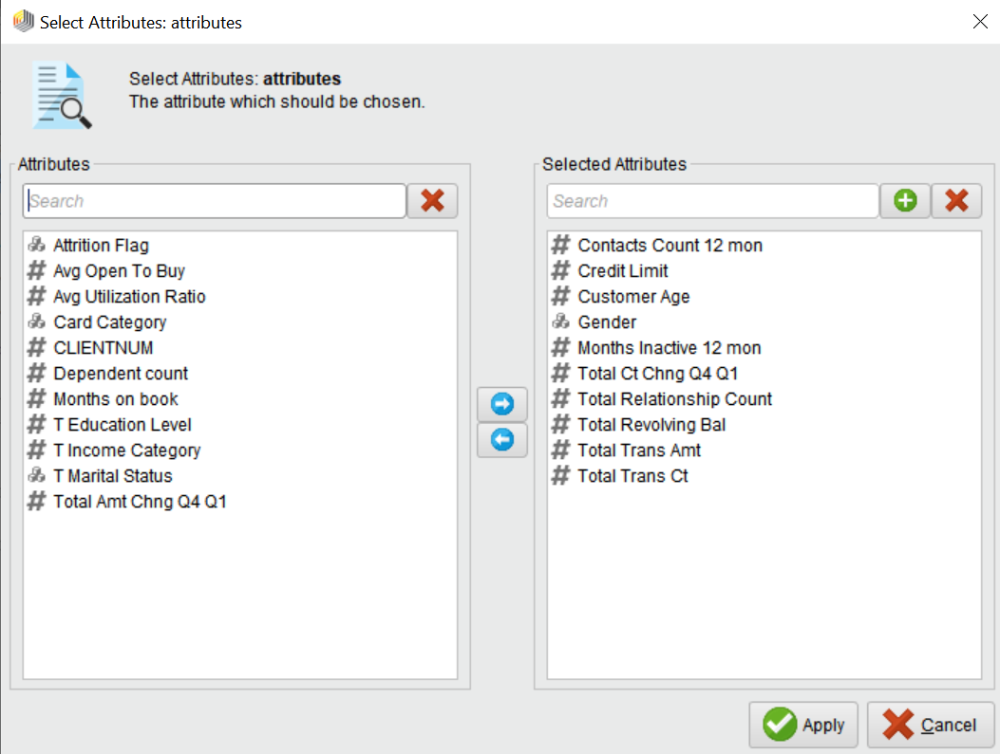 Select Attributes: attributes
Select Attributes: attributes
The attribute which should be chosen.
Attributes
Search
Attrition Flag
Avg Open To Buy
Avg Utilization Ratio
Card Category
CLIENTNUM
Dependent count
Months on book
T Education Level
T Income Category
T Marital Status
Total Amt Chng Q4 Q1
Selected Attributes
Search
Contacts Count 12 mon
Credit Limit
Customer Age
Gender
Months Inactive 12 mon
Total Ct Chng Q4 Q1
Total Relationship Count
Total Revolving Bal
Total Trans Amt
Total Trans Ct
Apply
Cancel